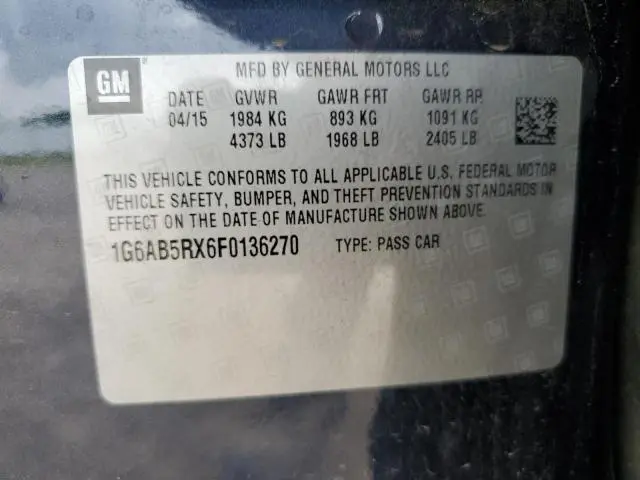 GM
MFD BY GENERAL MOTORS LLC
DATE GVWR GAWR FRT GAWR RR
04/15 1984 KG 893 KG 1091 KG
4373 LB 1968 LB 2405 LB
THIS VEHICLE CONFORMS TO ALL APPLICABLE U.S. FEDERAL MOTOR
VEHICLE SAFETY, BUMPER, AND THEFT PREVENTION STANDARDS IN
EFFECT ON THE DATE OF MANUFACTURE SHOWN ABOVE.
1G6AB5RX6F0136270 TYPE: PASS CAR